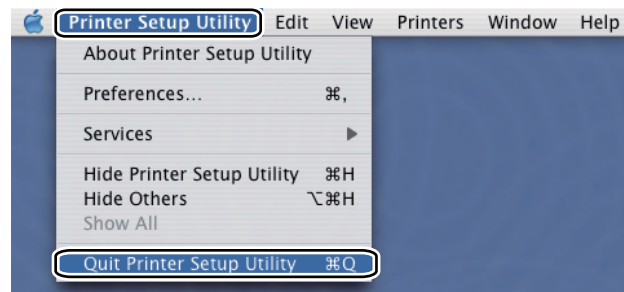 Printer Setup Utility Edit View Printers Window Help
About Printer Setup Utility
Preferences... ⌘,
Services ▶
Hide Printer Setup Utility ⌘H
Hide Others ⌥⌘H
Show All
Quit Printer Setup Utility ⌘Q